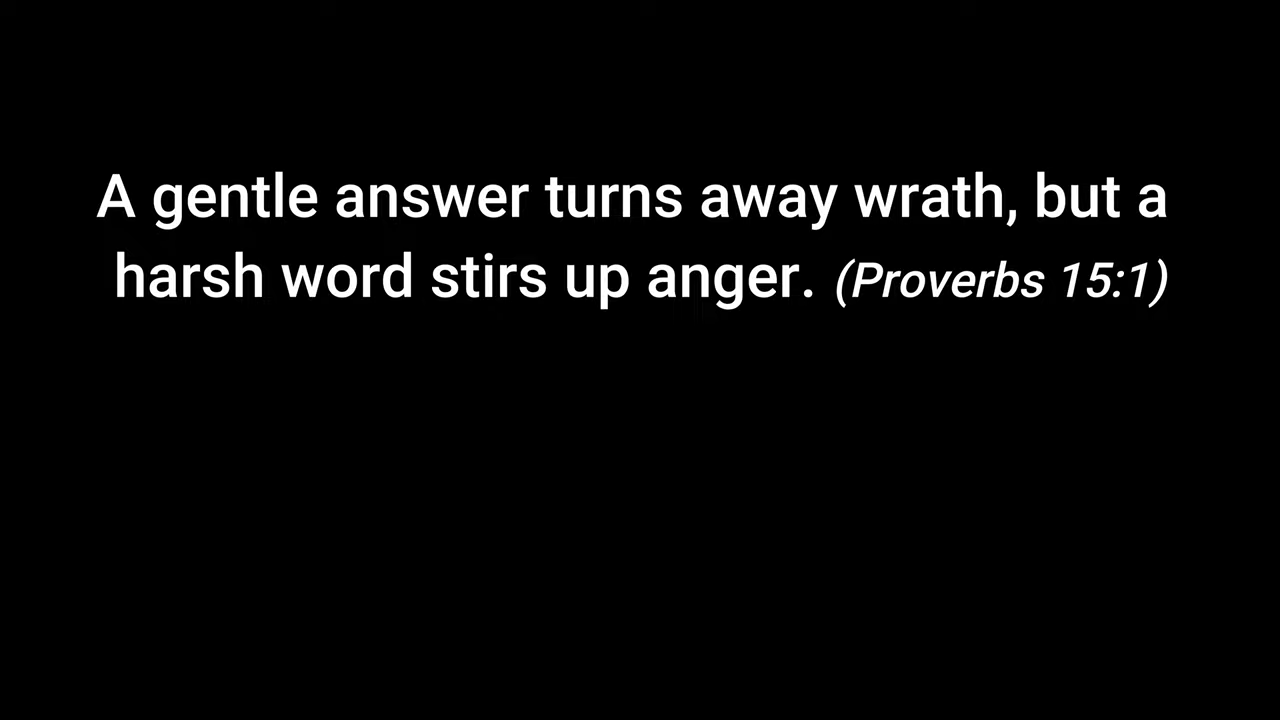 A gentle answer turns away wrath, but a
harsh word stirs up anger. (Proverbs 15:1)